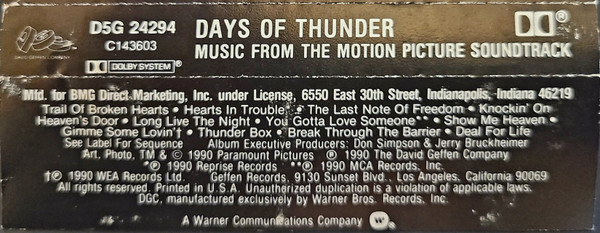 D5G 24294
C143603
DAVID GEFFEN COMPANY
DOLBY SYSTEM®
DAYS OF THUNDER
MUSIC FROM THE MOTION PICTURE SOUNDTRACK
®
Mfd. for BMG Direct Marketing, Inc. under License, 6550 East 30th Street, Indianapolis, Indiana 46219
Trail Of Broken Hearts • Hearts In Trouble* • The Last Note Of Freedom • Knockin' On
Heaven's Door • Long Live The Night • You Gotta Love Someone** • Show Me Heaven •
Gimme Some Lovin'† • Thunder Box • Break Through The Barrier • Deal For Life
See Label For Sequence Album Executive Producers: Don Simpson and Jerry Bruckheimer
Art, Photo, TM & © 1990 Paramount Pictures ℗ 1990 The David Geffen Company
*℗ 1990 Reprise Records **℗ 1990 MCA Records, Inc.
†℗ 1990 WEA Records Ltd. Geffen Records, 9130 Sunset Blvd., Los Angeles, California 90069
All rights reserved. Printed in U.S.A. Unauthorized duplication is a violation of applicable laws.
DGC, manufactured exclusively by Warner Bros. Records, Inc.
A Warner Communications Company